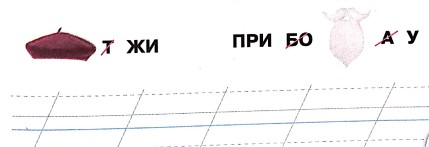 Т ЖИ ПРИ БО А У